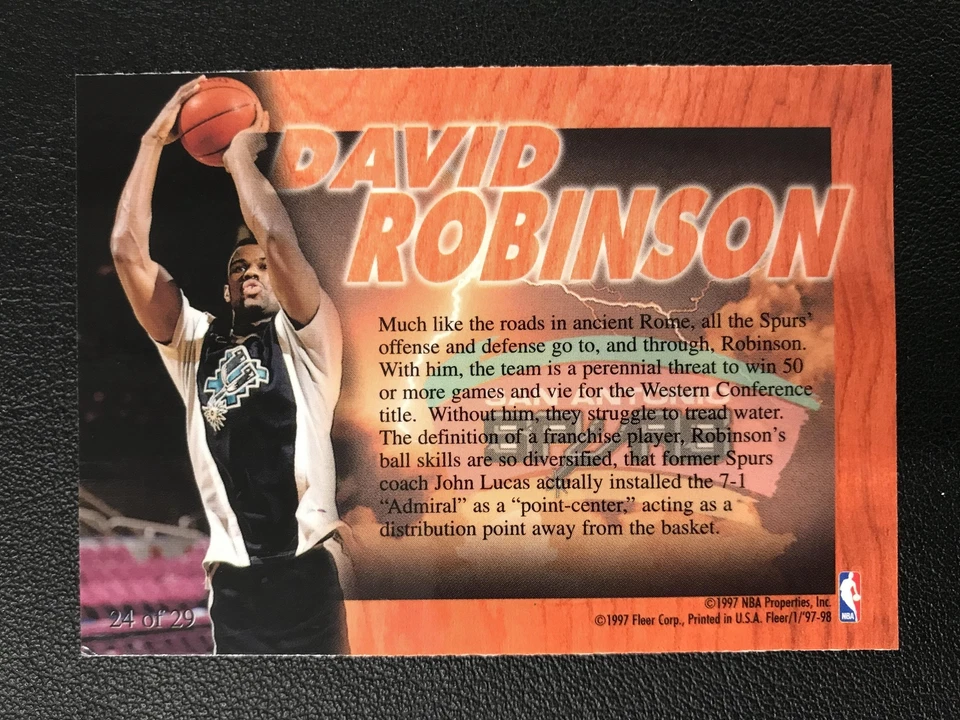 DAVID
ROBINSON
Much like the roads in ancient Rome, all the Spurs'
offense and defense go to, and through, Robinson.
With him, the team is a perennial threat to win 50
or more games and vie for the Western Conference
title. Without him, they struggle to tread water.
The definition of a franchise player, Robinson's
ball skills are so diversified, that former Spurs
coach John Lucas actually installed the 7-1
“Admiral” as a “point-center,” acting as a
distribution point away from the basket.
SAN ANTONIO
SPURS
24 of 29
©1997 NBA Properties, Inc.
©1997 Fleer Corp., Printed in U.S.A. Fleer/1/'97-98